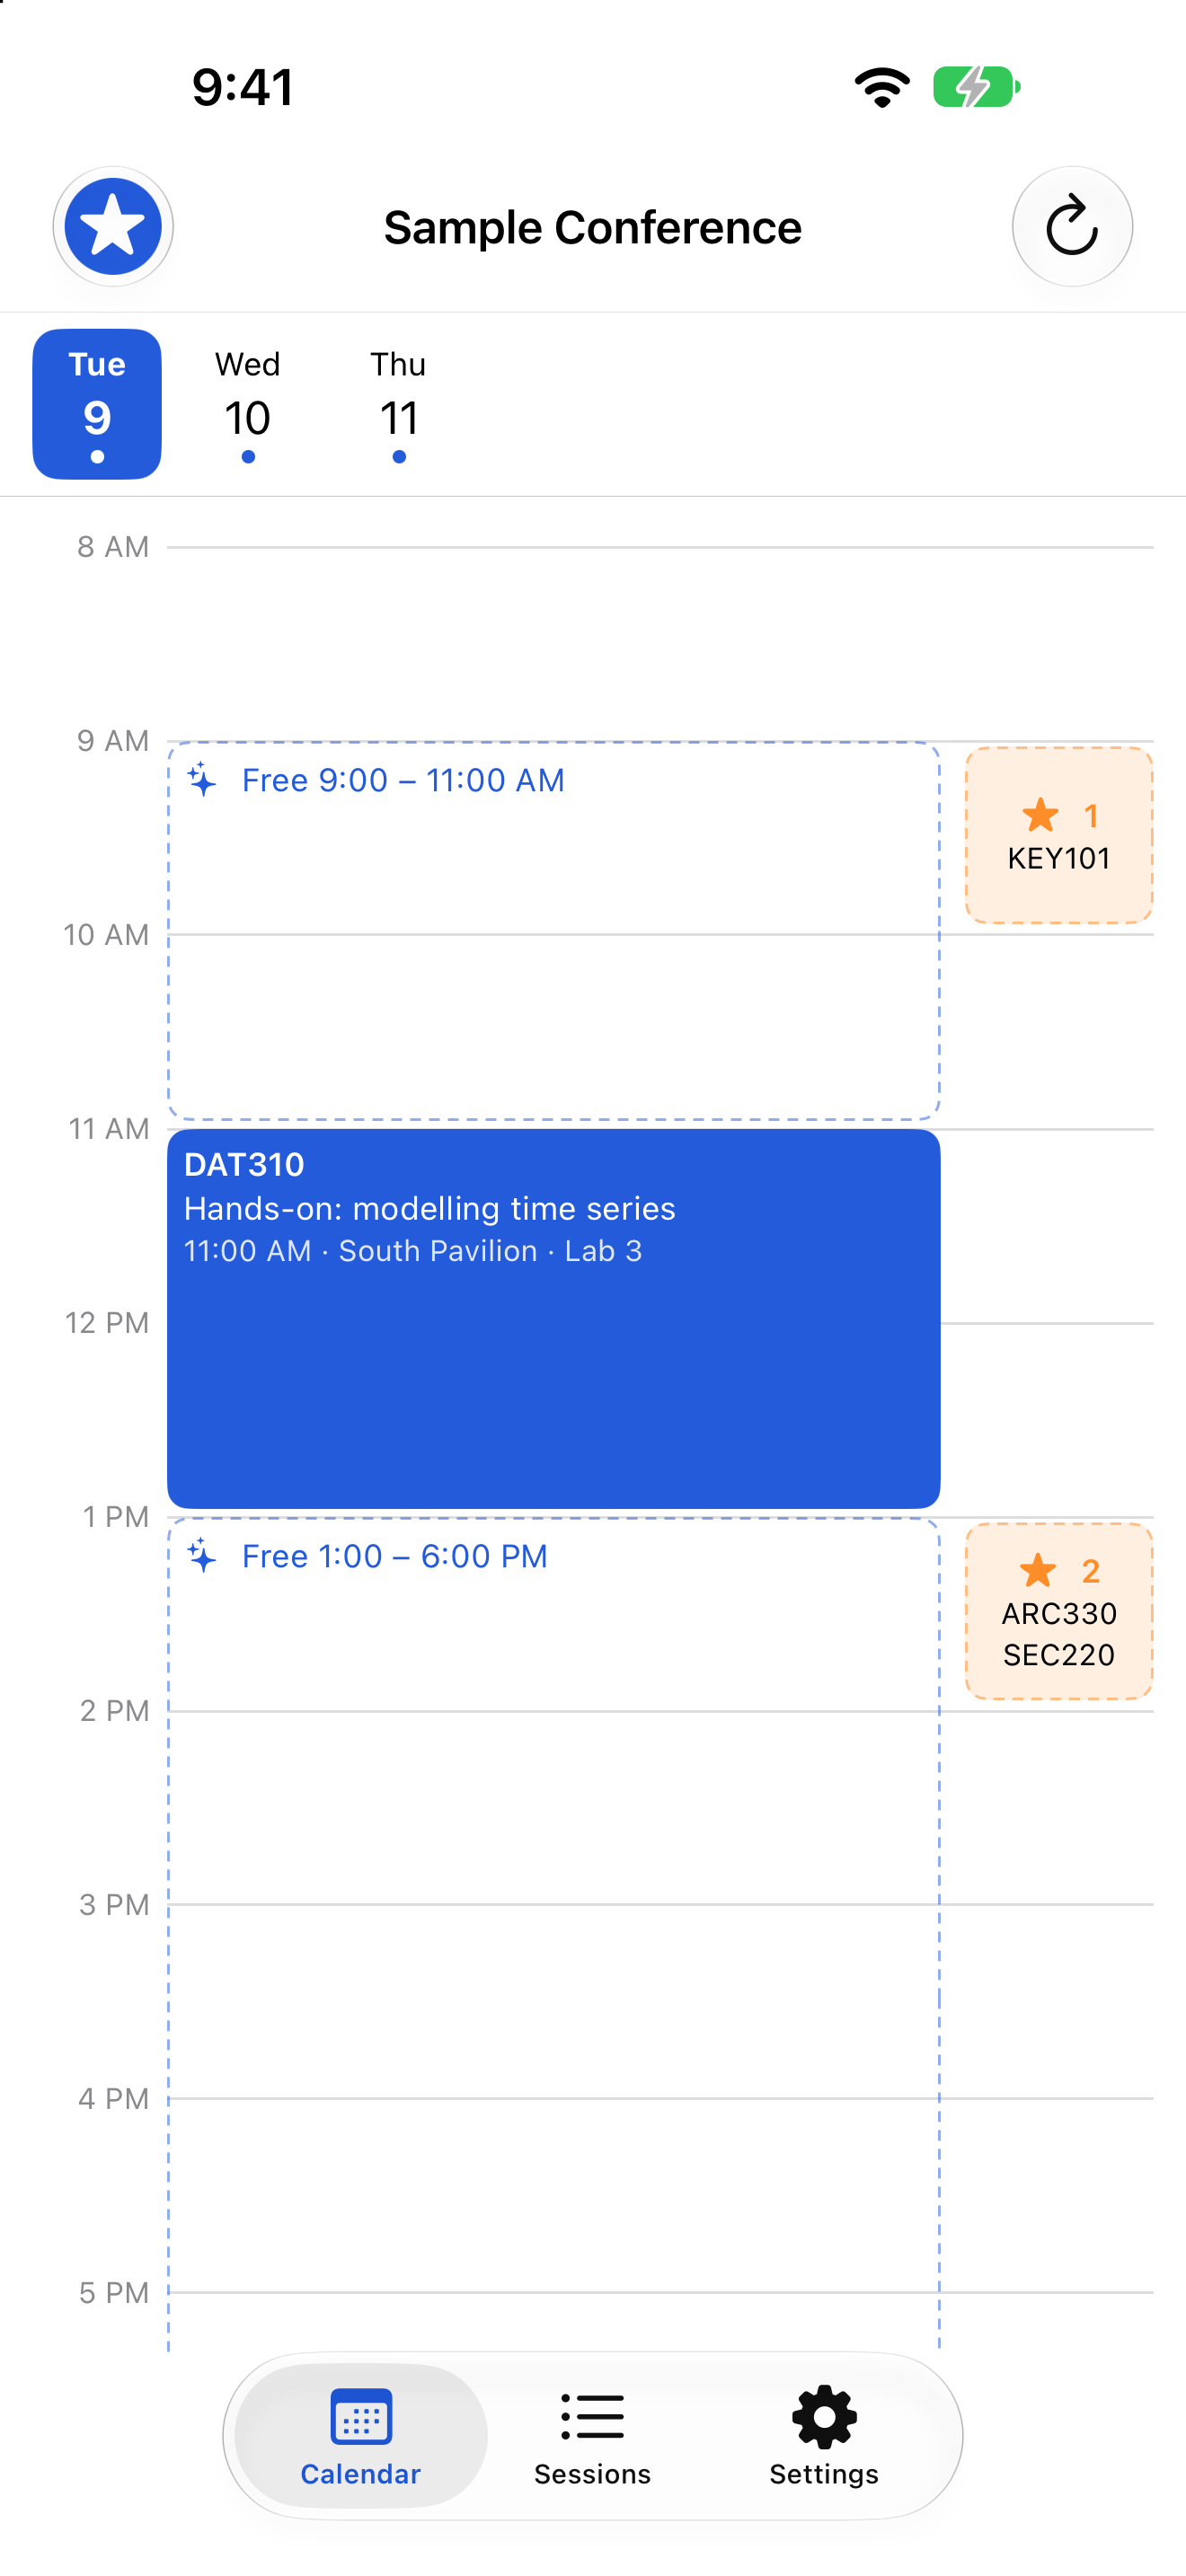 9:41
Sample Conference
Tue
9
Wed
10
Thu
11
8 AM
9 AM
Free 9:00 – 11:00 AM
1
KEY101
10 AM
11 AM
DAT310
Hands-on: modelling time series
11:00 AM · South Pavilion · Lab 3
12 PM
1 PM
Free 1:00 – 6:00 PM
2
ARC330
SEC220
2 PM
3 PM
4 PM
5 PM
Calendar
Sessions
Settings